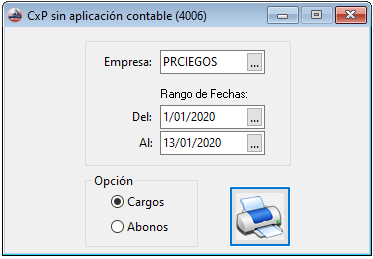 CxP sin aplicación contable (4006)
Empresa: PRCIEGOS ...
Rango de Fechas:
Del: 1/01/2020 ...
Al: 13/01/2020 ...
Opción
Cargos
Abonos